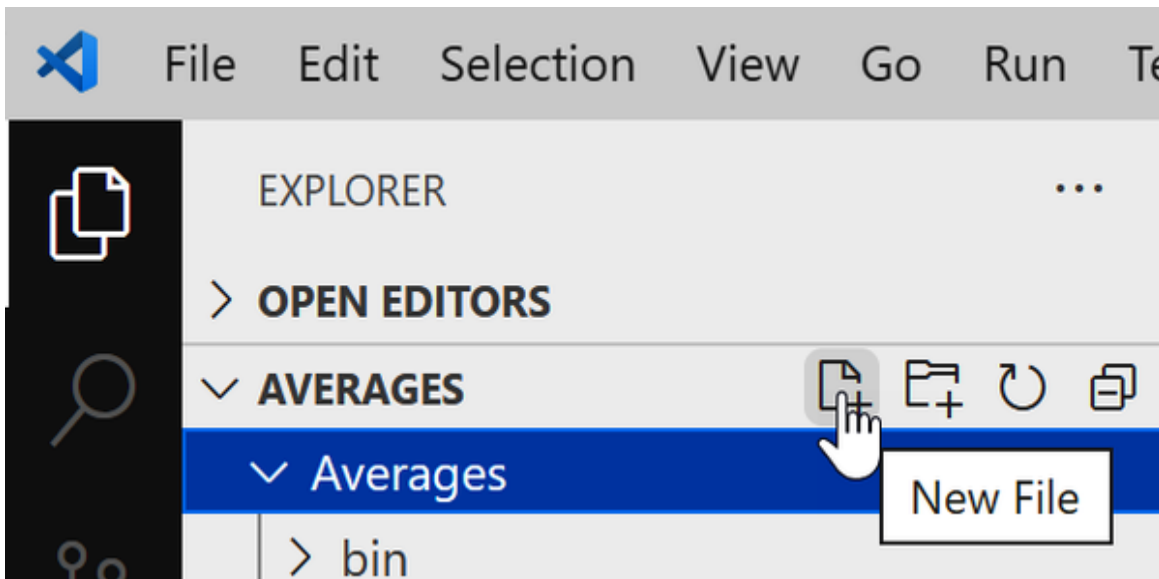 File Edit Selection View Go Run
EXPLORER
OPEN EDITORS
AVERAGES
Averages
New File
bin